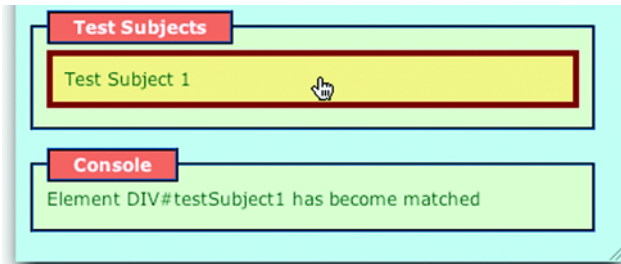 Test Subjects
Test Subject 1
Console
Element DIV#testSubject1 has become matched